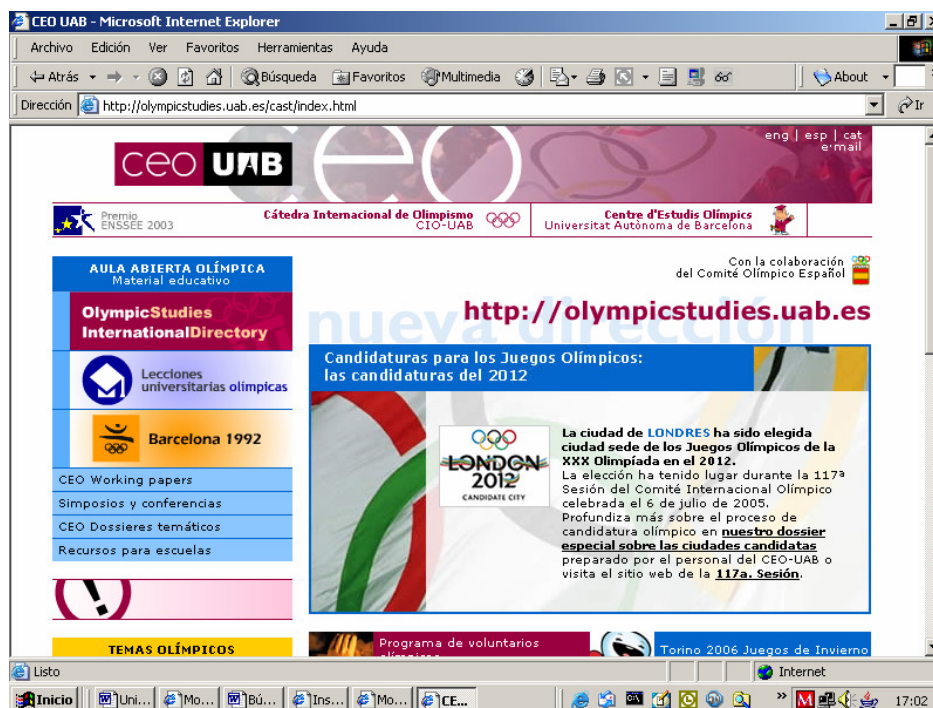 CEO UAB - Microsoft Internet Explorer
Archivo Edición Ver Favoritos Herramientas Ayuda
Atrás Búsqueda Favoritos Multimedia About
Dirección http://olympicstudies.uab.es/cast/index.html Ir
ceo
eng | esp | cat
e·mail
ceo UAB
Premio
ENSSEE 2003
Cátedra Internacional de Olimpismo
CIO-UAB
Centre d'Estudis Olímpics
Universitat Autònoma de Barcelona
AULA ABIERTA OLÍMPICA
Material educativo
OlympicStudies
InternationalDirectory
Lecciones
universitarias olimpicas
Barcelona 1992
CEO Working papers
Simposios y conferencias
CEO Dossieres temáticos
Recursos para escuelas
TEMAS OLÍMPICOS
Con la colaboración
del Comité Olímpico Español
nueva dirección
http://olympicstudies.uab.es
Candidaturas para los Juegos Olímpicos:
las candidaturas del 2012
LONDON
2012
CANDIDATE CITY
La ciudad de LONDRES ha sido elegida
ciudad sede de los Juegos Olímpicos de la
XXX Olimpíada en el 2012.
La elección ha tenido lugar durante la 117ª
Sesión del Comité Internacional Olímpico
celebrada el 6 de julio de 2005.
Profundiza más sobre el proceso de
candidatura olímpico en nuestro dossier
especial sobre las ciudades candidatas
preparado por el personal del CEO-UAB o
visita el sitio web de la 117a. Sesión.
Programa de voluntarios
olímpicos
Torino 2006 Juegos de Invierno
Listo Internet
Inicio Uni... Mo... Bú... Ins... Mo... CE... 17:02